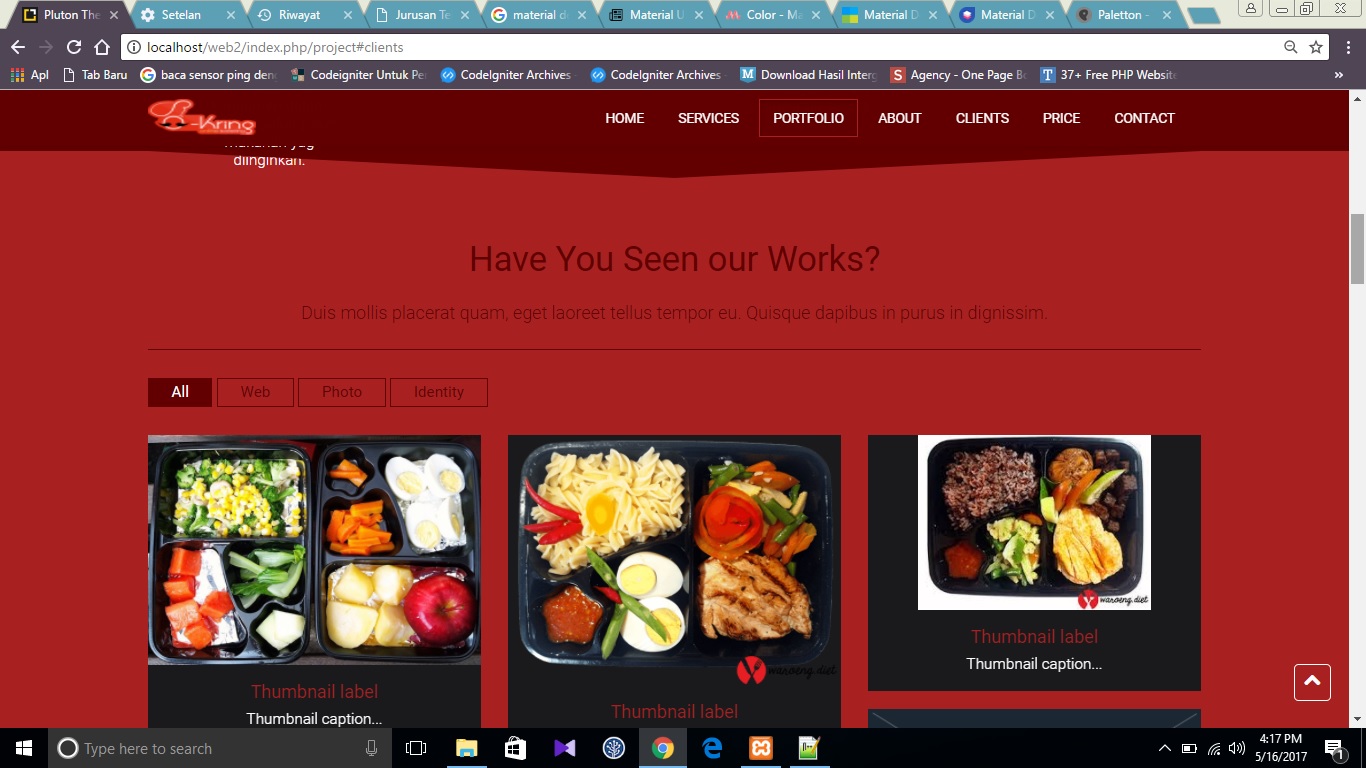 Pluton The
Setelan
Riwayat
Jurusan Te
material d
Material U
Color - Ma
Material D
Material D
Paletton -
localhost/web2/index.php/project#clients
Apl
Tab Baru
baca sensor ping den
Codeigniter Untuk Pe
CodeIgniter Archives -
CodeIgniter Archives -
Download Hasil Interg
Agency - One Page Bo
37+ Free PHP Website
»
-Kring
HOME
SERVICES
PORTFOLIO
ABOUT
CLIENTS
PRICE
CONTACT
diinginkan.
Have You Seen our Works?
Duis mollis placerat quam, eget laoreet tellus tempor eu. Quisque dapibus in purus in dignissim.
All
Web
Photo
Identity
waroeng diet
waroeng diet
Thumbnail label
Thumbnail caption...
Thumbnail label
Thumbnail caption...
Thumbnail label
Type here to search
4:17 PM
5/16/2017
1